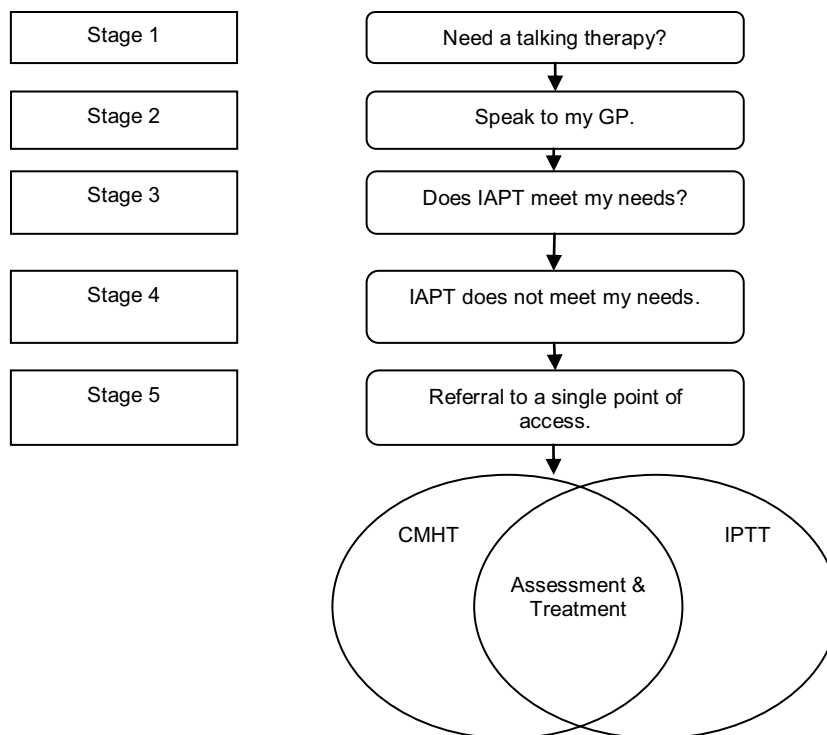 Stage 1
Need a talking therapy?
Stage 2
Speak to my GP.
Stage 3
Does IAPT meet my needs?
Stage 4
IAPT does not meet my needs.
Stage 5
Referral to a single point of
access.
CMHT
IPTT
Assessment &
Treatment